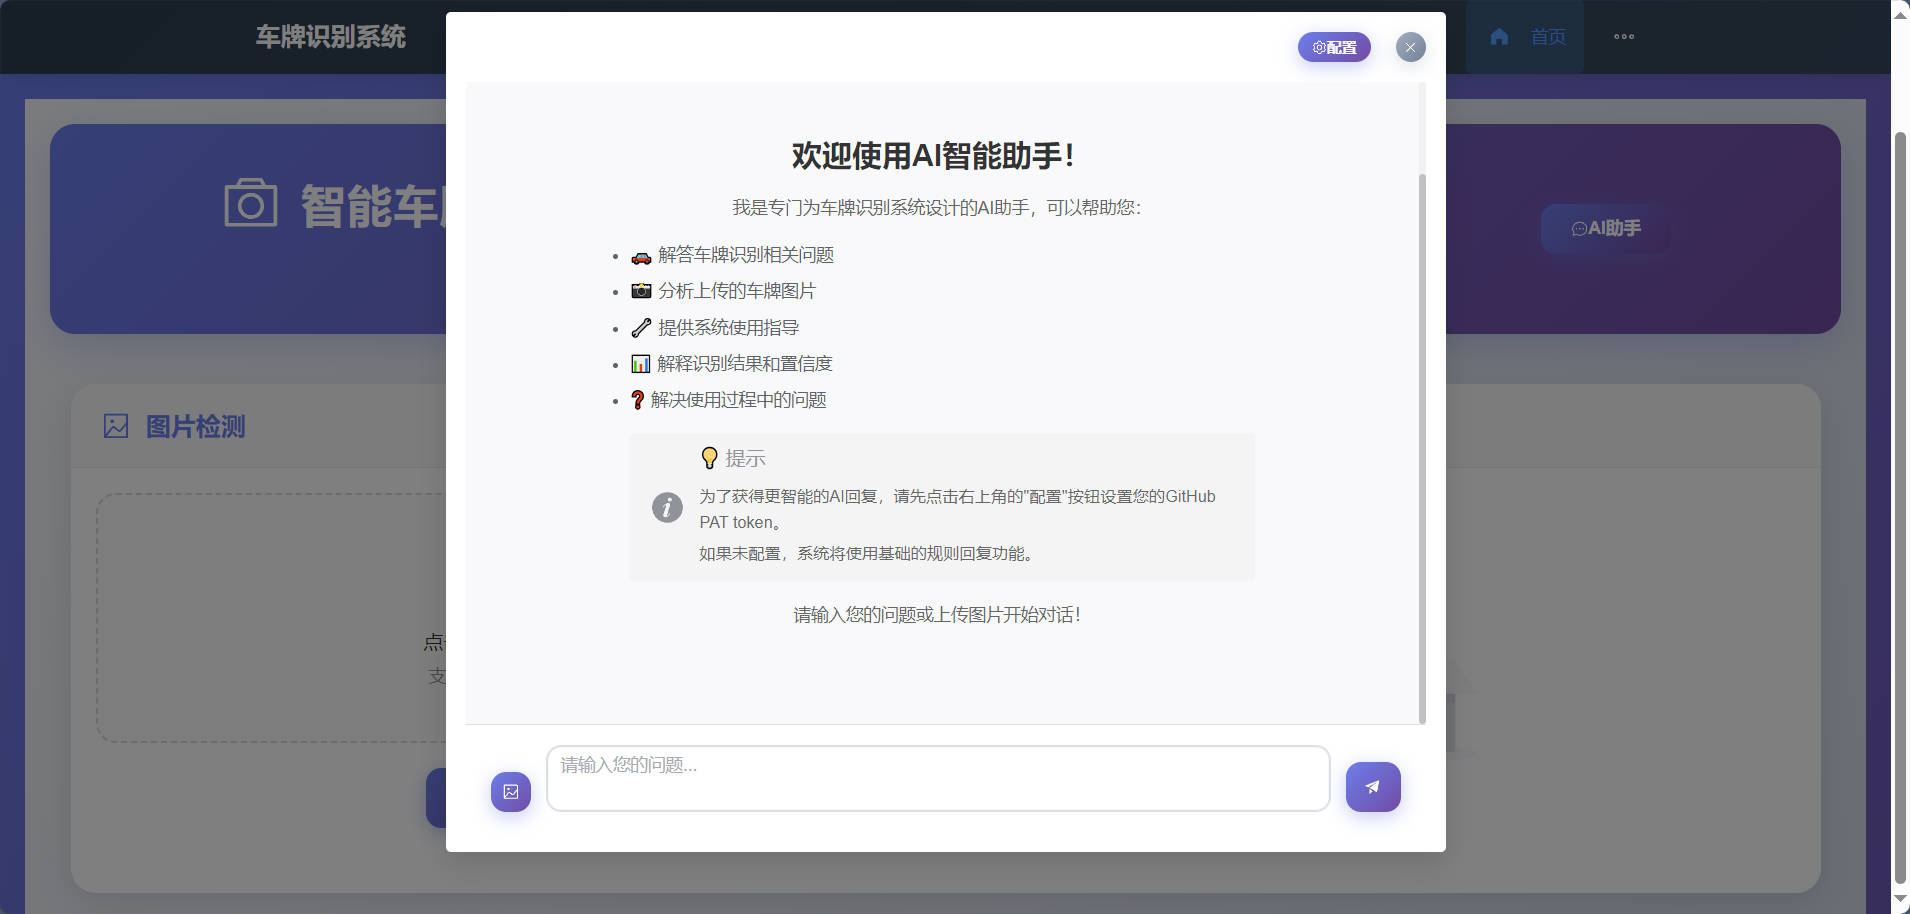 车牌识别系统
配置
首页
欢迎使用AI智能助手！
我是专门为车牌识别系统设计的AI助手，可以帮助您：
解答车牌识别相关问题
分析上传的车牌图片
提供系统使用指导
解释识别结果和置信度
解决使用过程中的问题
提示
为了获得更智能的AI回复，请先点击右上角的"配置"按钮设置您的GitHub
PAT token。
如果未配置，系统将使用基础的规则回复功能。
请输入您的问题或上传图片开始对话！
请输入您的问题...
智能车
AI助手
图片检测
点
支